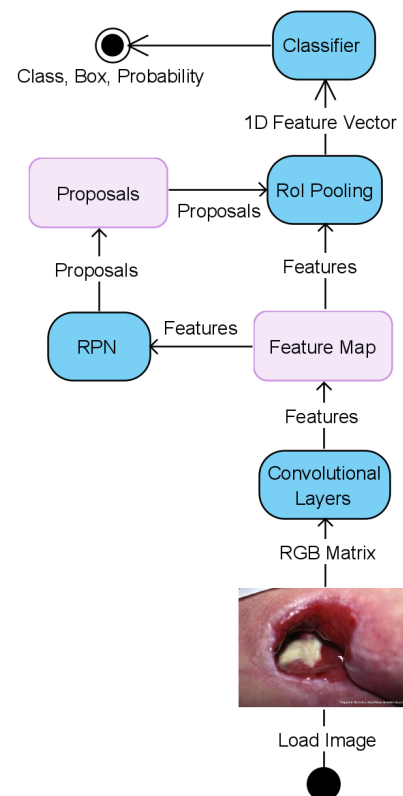 Classifier
Class, Box, Probability
1D Feature Vector
Proposals
RoI Pooling
Proposals
Proposals
Features
Features
RPN
Feature Map
Features
Convolutional
Layers
RGB Matrix
Load Image